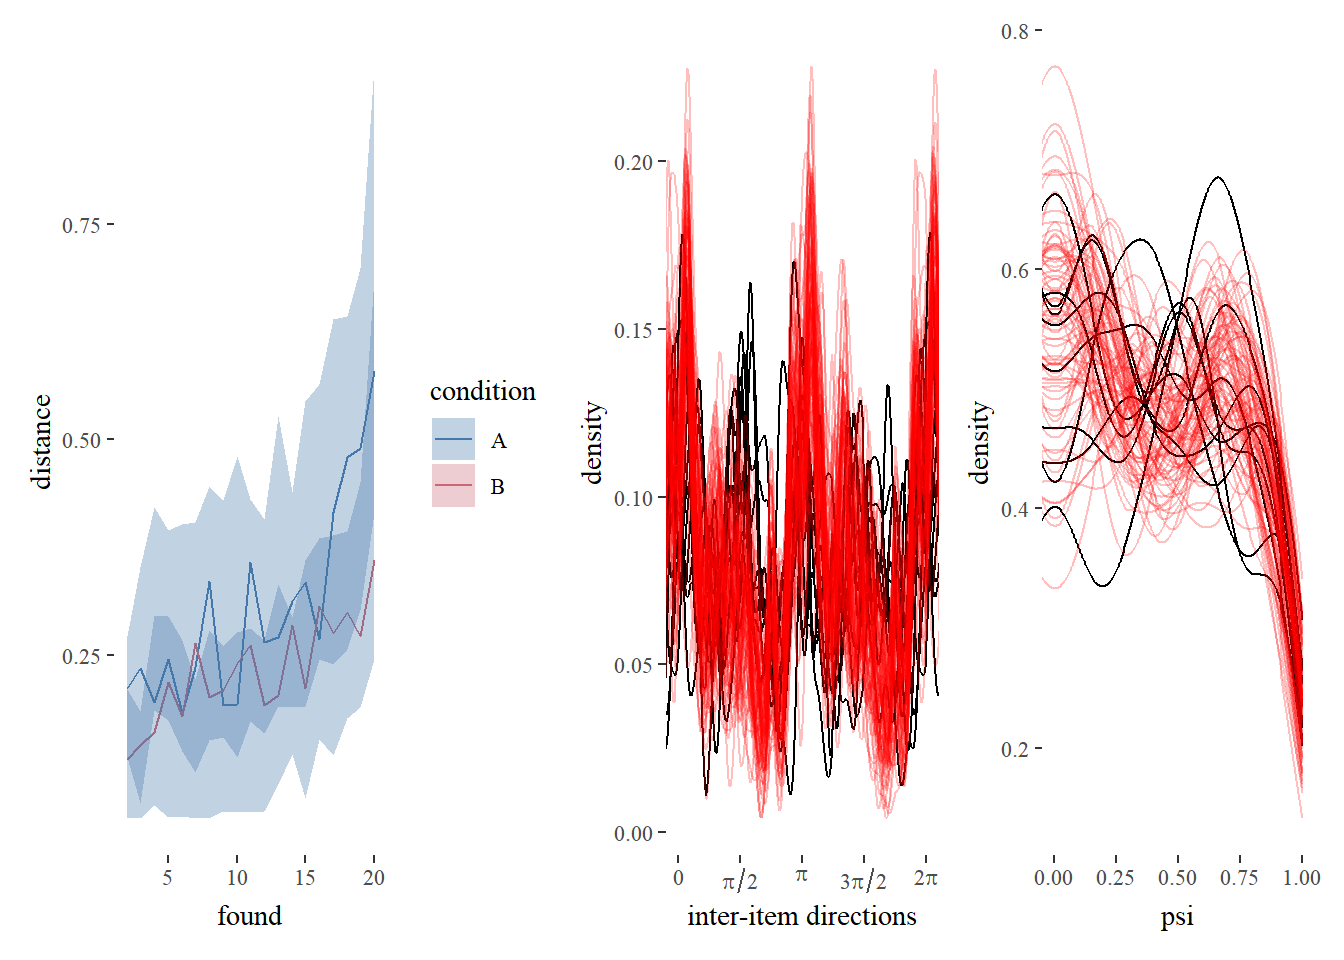 distance
0.75
0.50
0.25
5 10 15 20
found
condition
A
B
density
0.20
0.15
0.10
0.05
0.00
0 π/2 π 3π/2 2π
inter-item directions
density
0.8
0.6
0.4
0.2
0.00 0.25 0.50 0.75 1.00
psi